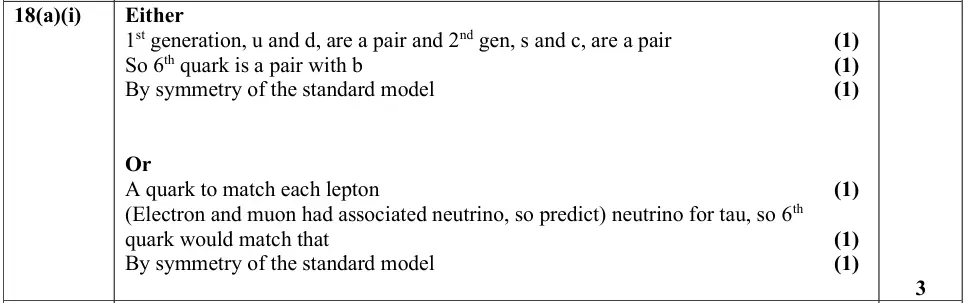 18(a)(i) Either
1st generation, u and d, are a pair and 2nd gen, s and c, are a pair (1)
So 6th quark is a pair with b (1)
By symmetry of the standard model (1)
Or
A quark to match each lepton (1)
(Electron and muon had associated neutrino, so predict) neutrino for tau, so 6th
quark would match that (1)
By symmetry of the standard model (1)
3